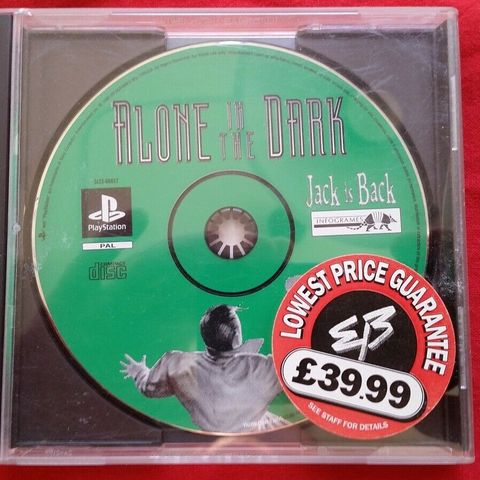 ALONE IN THE DARK
Jack is Back
INFOGRAMES
PlayStation
PAL
COMPACT
disc
LOWEST PRICE GUARANTEE
EB
£39.99
SEE STAFF FOR DETAILS